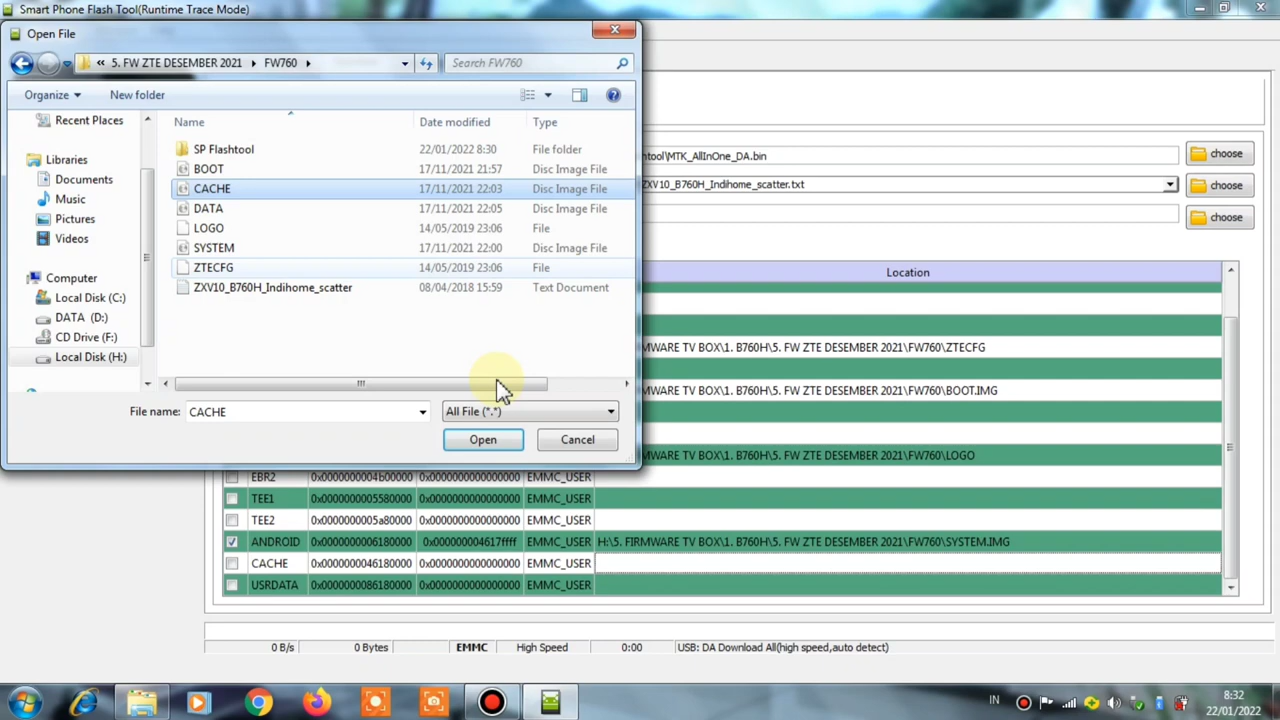 Smart Phone Flash Tool(Runtime Trace Mode)
Open File
« 5. FW ZTE DESEMBER 2021 FW760
Search FW760
Organize
New folder
Recent Places
Libraries
Documents
Music
Pictures
Videos
Computer
Local Disk (C:)
DATA (D:)
CD Drive (F:)
Local Disk (H:)
Name Date modified Type
SP Flashtool 22/01/2022 8:30 File folder
BOOT 17/11/2021 21:57 Disc Image File
CACHE 17/11/2021 22:03 Disc Image File
DATA 17/11/2021 22:05 Disc Image File
LOGO 14/05/2019 23:06 File
SYSTEM 17/11/2021 22:00 Disc Image File
ZTECFG 14/05/2019 23:06 File
ZXV10_B760H_Indihome_scatter 08/04/2018 15:59 Text Document
File name: CACHE
All File (*.*)
Open
Cancel
htool\MTK_AllInOne_DA.bin
choose
ZXV10_B760H_Indihome_scatter.txt
choose
choose
Location
MWARE TV BOX\1. B760H\5. FW ZTE DESEMBER 2021\FW760\ZTECFG
MWARE TV BOX\1. B760H\5. FW ZTE DESEMBER 2021\FW760\BOOT.IMG
MWARE TV BOX\1. B760H\5. FW ZTE DESEMBER 2021\FW760\LOGO
EBR2 0x0000000004b00000 0x0000000000000000 EMMC_USER
TEE1 0x0000000005580000 0x0000000000000000 EMMC_USER
TEE2 0x0000000005a80000 0x0000000000000000 EMMC_USER
ANDROID 0x0000000006180000 0x000000004617ffff EMMC_USER H:\5. FIRMWARE TV BOX\1. B760H\5. FW ZTE DESEMBER 2021\FW760\SYSTEM.IMG
CACHE 0x0000000046180000 0x0000000000000000 EMMC_USER
USRDATA 0x0000000086180000 0x0000000000000000 EMMC_USER
0 B/s 0 Bytes EMMC High Speed 0:00 USB: DA Download All(high speed,auto detect)
IN
8:32
22/01/2022